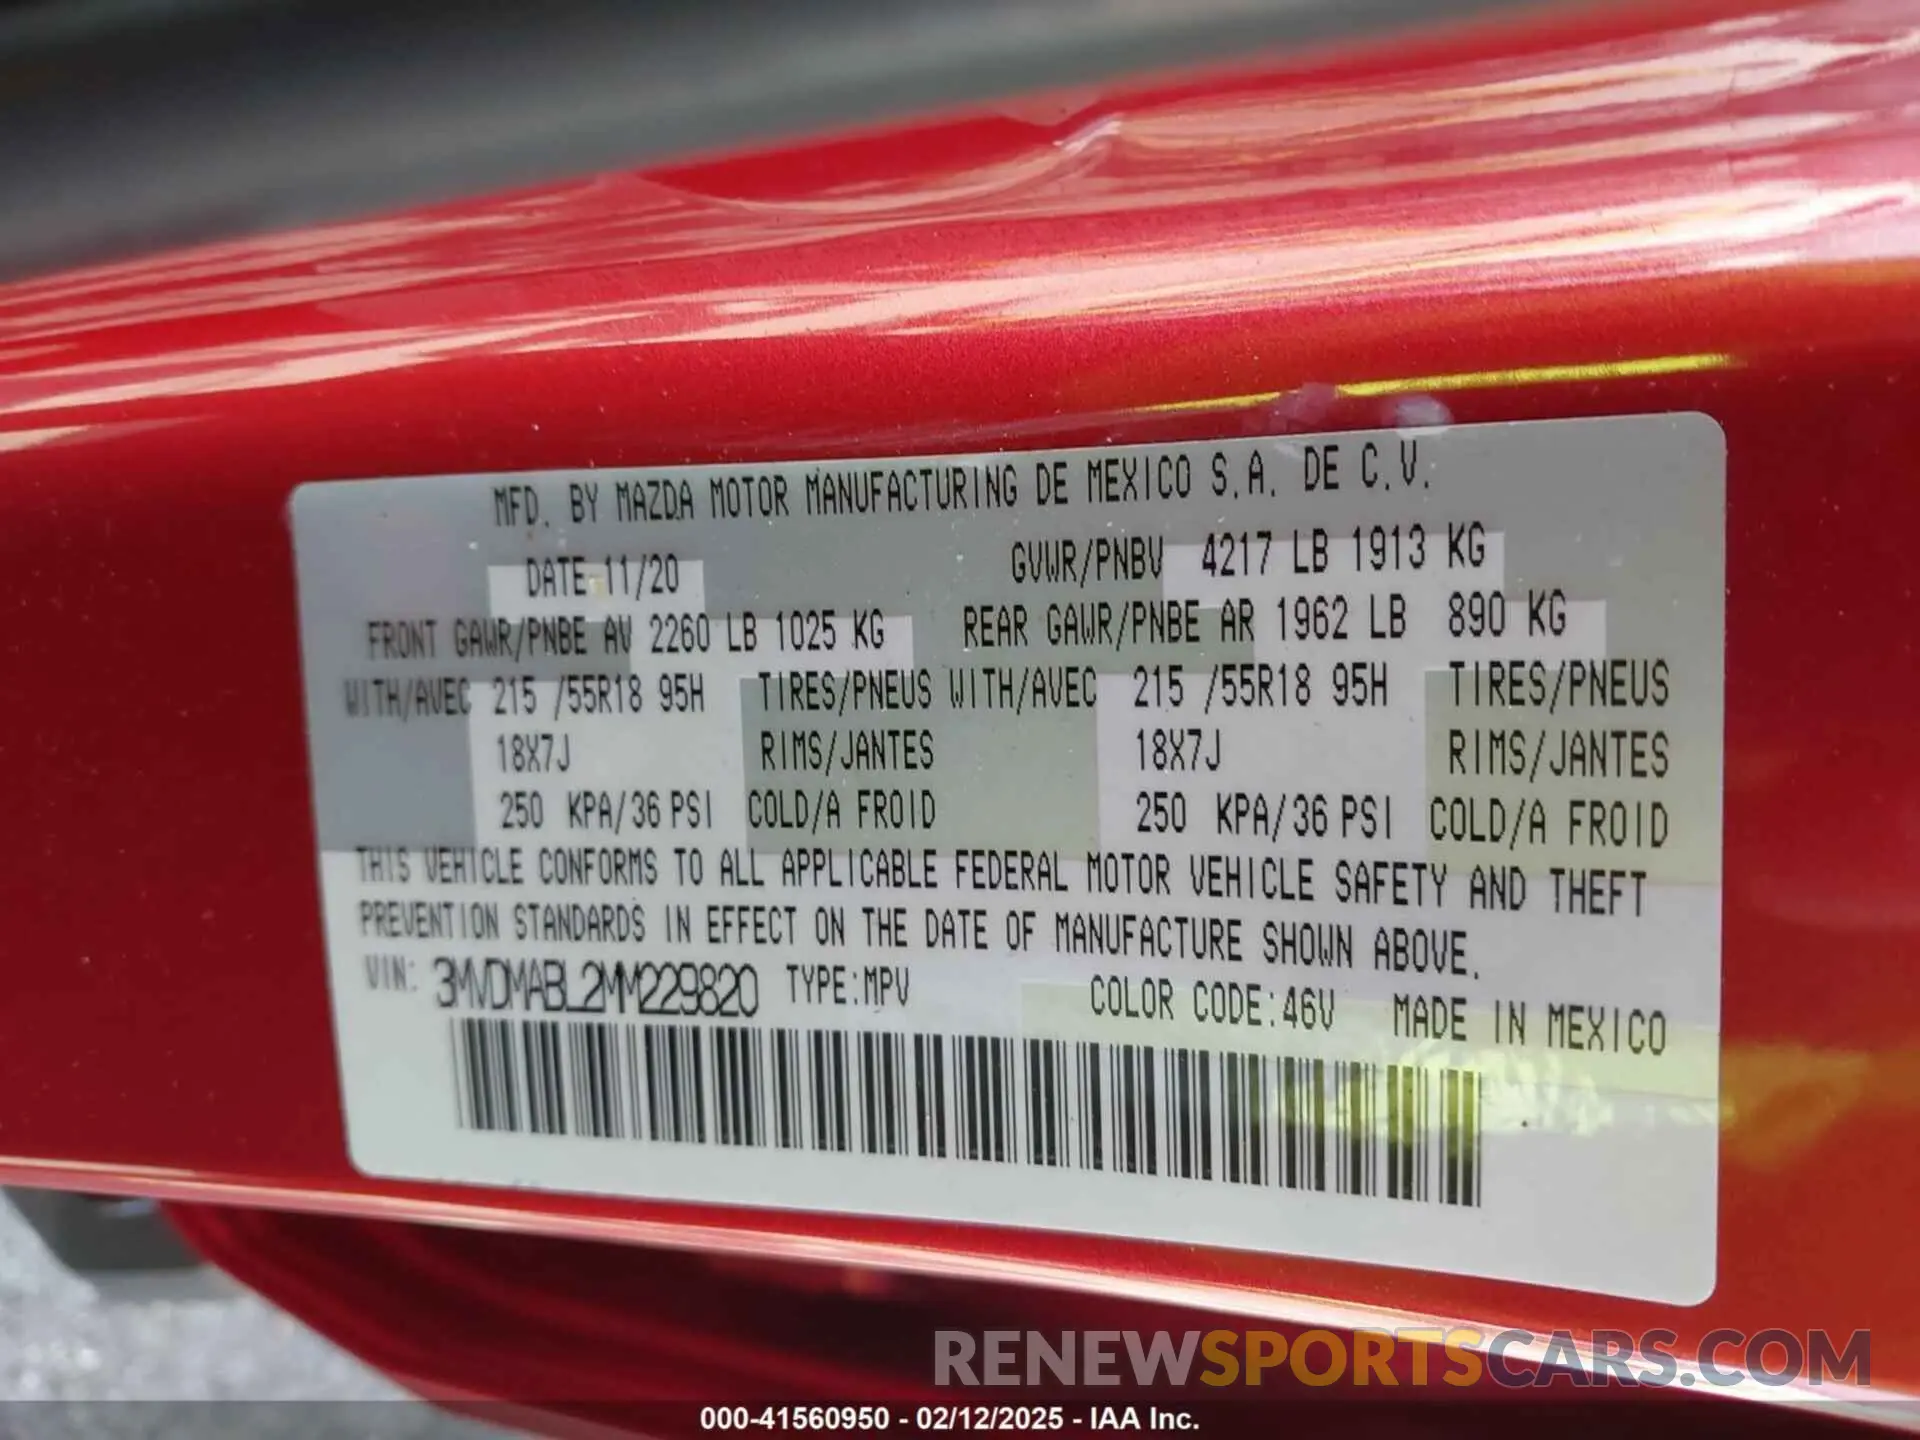 MFD. BY MAZDA MOTOR MANUFACTURING DE MEXICO S.A. DE C.V.
DATE 11/20 GVWR/PNBV 4217 LB 1913 KG
FRONT GAWR/PNBE AV 2260 LB 1025 KG REAR GAWR/PNBE AR 1962 LB 890 KG
WITH/AVEC 215 /55R18 95H TIRES/PNEUS WITH/AVEC 215 /55R18 95H TIRES/PNEUS
18X7J RIMS/JANTES 18X7J RIMS/JANTES
250 KPA/36 PSI COLD/A FROID 250 KPA/36 PSI COLD/A FROID
THIS VEHICLE CONFORMS TO ALL APPLICABLE FEDERAL MOTOR VEHICLE SAFETY AND THEFT
PREVENTION STANDARDS IN EFFECT ON THE DATE OF MANUFACTURE SHOWN ABOVE.
VIN: 3MVDMABL2MM229820 TYPE:MPV COLOR CODE:46V MADE IN MEXICO
RENEWSPORTSCARS.COM
000-41560950 - 02/12/2025 - IAA Inc.